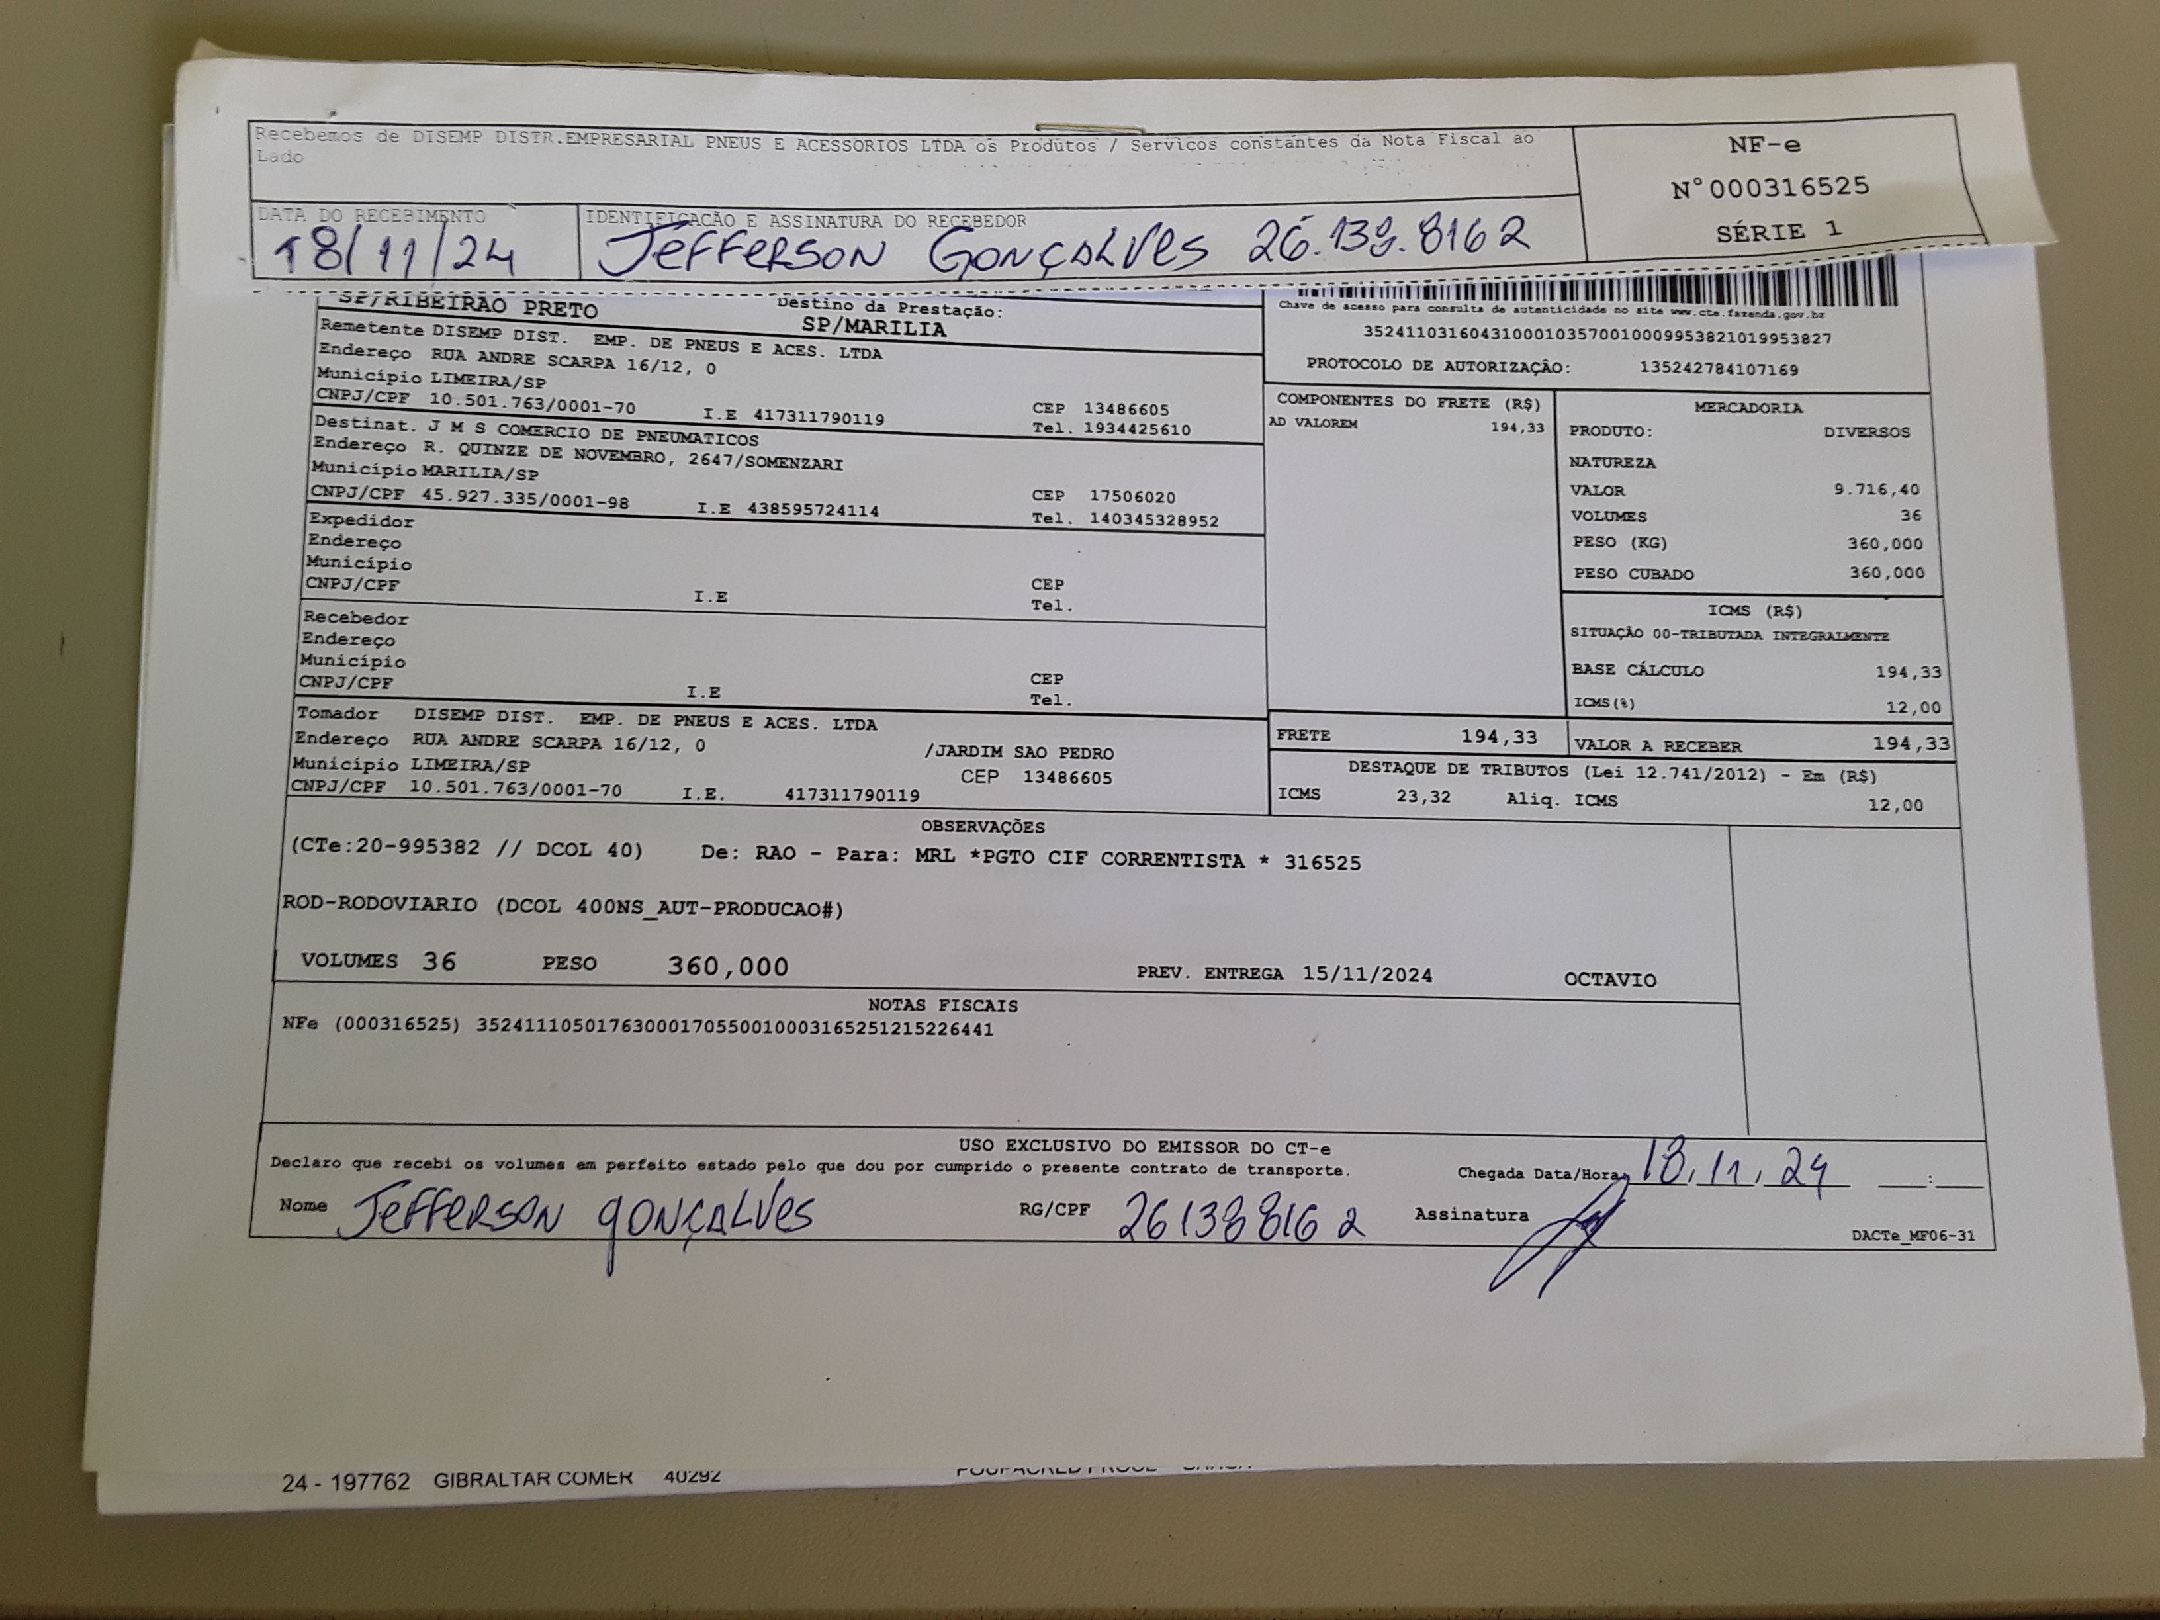 Recebemos de DISEMP DISTR.EMPRESARIAL PNEUS E ACESSORIOS LTDA os Produtos / Servicos constantes da Nota Fiscal ao
Lado
NF-e
N°000316525
SÉRIE 1
DATA DO RECEBIMENTO
18/11/24
IDENTIFICAÇÃO E ASSINATURA DO RECEBEDOR
Jefferson Gonçalves 26.139.8162
SP/RIBEIRAO PRETO
Destino da Prestação:
SP/MARILIA
Chave de acesso para consulta de autenticidade no site www.cte.fazenda.gov.br
35241103160431000103570010009953821019953827
PROTOCOLO DE AUTORIZAÇÃO: 135242784107169
Remetente DISEMP DIST. EMP. DE PNEUS E ACES. LTDA
Endereço RUA ANDRE SCARPA 16/12, 0
Município LIMEIRA/SP
CNPJ/CPF 10.501.763/0001-70 I.E 417311790119
CEP 13486605
Tel. 1934425610
Destinat. J M S COMERCIO DE PNEUMATICOS
Endereço R. QUINZE DE NOVEMBRO, 2647/SOMENZARI
Município MARILIA/SP
CNPJ/CPF 45.927.335/0001-98 I.E 438595724114
CEP 17506020
Tel. 140345328952
Expedidor
Endereço
Município
CNPJ/CPF I.E
CEP
Tel.
Recebedor
Endereço
Município
CNPJ/CPF I.E
CEP
Tel.
Tomador DISEMP DIST. EMP. DE PNEUS E ACES. LTDA
Endereço RUA ANDRE SCARPA 16/12, 0 /JARDIM SAO PEDRO
Município LIMEIRA/SP CEP 13486605
CNPJ/CPF 10.501.763/0001-70 I.E. 417311790119
COMPONENTES DO FRETE (R$)
AD VALOREM 194,33
MERCADORIA
PRODUTO: DIVERSOS
NATUREZA
VALOR 9.716,40
VOLUMES 36
PESO (KG) 360,000
PESO CUBADO 360,000
ICMS (R$)
SITUAÇÃO 00-TRIBUTADA INTEGRALMENTE
BASE CÁLCULO 194,33
ICMS(%) 12,00
FRETE 194,33
VALOR A RECEBER 194,33
DESTAQUE DE TRIBUTOS (Lei 12.741/2012) - Em (R$)
ICMS 23,32 Aliq. ICMS 12,00
OBSERVAÇÕES
(CTe:20-995382 // DCOL 40) De: RAO - Para: MRL *PGTO CIF CORRENTISTA * 316525
ROD-RODOVIARIO (DCOL 400NS_AUT-PRODUCAO#)
VOLUMES 36 PESO 360,000 PREV. ENTREGA 15/11/2024 OCTAVIO
NOTAS FISCAIS
NFe (000316525) 35241110501763000170550010003165251215226441
USO EXCLUSIVO DO EMISSOR DO CT-e
Declaro que recebi os volumes em perfeito estado pelo que dou por cumprido o presente contrato de transporte.
Chegada Data/Hora 18/11/24 __:__
Nome Jefferson gonçalves RG/CPF 261388162 Assinatura
DACTe_MF06-31
24 - 197762 GIBRALTAR COMER 40292